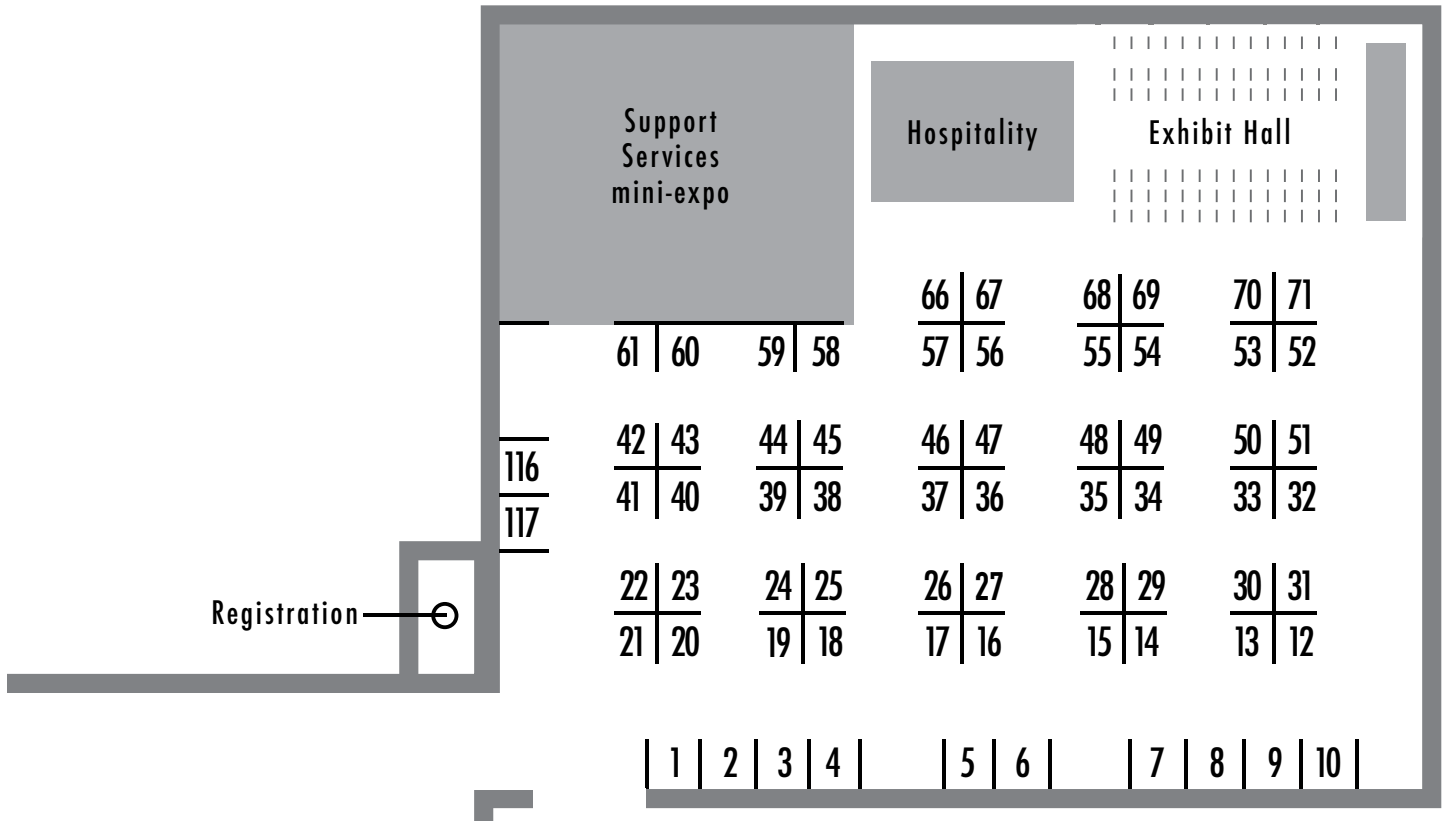 Support
Services
mini-expo
Hospitality
Exhibit Hall
66 67 68 69 70 71
61 60 59 58 57 56 55 54 53 52
42 43 44 45 46 47 48 49 50 51
116
41 40 39 38 37 36 35 34 33 32
117
22 23 24 25 26 27 28 29 30 31
Registration
21 20 19 18 17 16 15 14 13 12
1 2 3 4 5 6 7 8 9 10